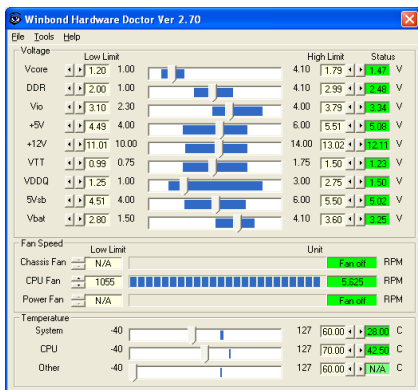 Winbond Hardware Doctor Ver 2.70
File Tools Help
Voltage
Low Limit High Limit Status
Vcore 1.20 1.00 4.10 1.79 1.47 V
DDR 2.00 1.00 4.10 2.99 2.48 V
Vio 3.10 2.30 4.00 3.79 3.34 V
+5V 4.49 4.00 6.00 5.51 5.08 V
+12V 11.01 10.00 14.00 13.02 12.11 V
VTT 0.99 0.75 1.75 1.50 1.23 V
VDDQ 1.25 1.00 3.00 2.75 1.50 V
5Vsb 4.51 4.00 6.00 5.50 5.02 V
Vbat 2.80 1.50 4.10 3.60 3.25 V
Fan Speed
Low Limit Unit
Chassis Fan N/A Fan off RPM
CPU Fan 1055 5,625 RPM
Power Fan N/A Fan off RPM
Temperature
System -40 127 60.00 28.00 C
CPU -40 127 70.00 42.50 C
Other -40 127 60.00 N/A C